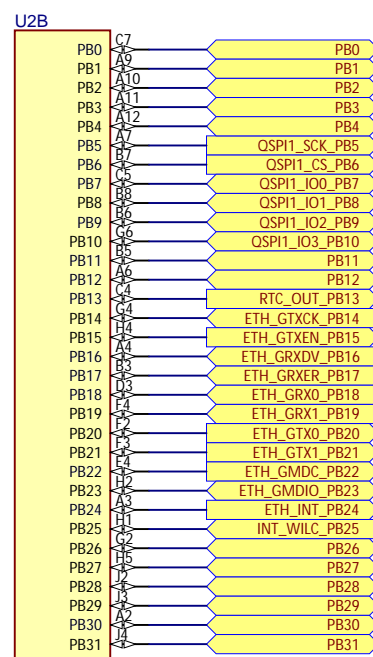 U2B
PB0 C7 PB0
PB1 A9 PB1
PB2 A10 PB2
PB3 A11 PB3
PB4 A12 PB4
PB5 A7 QSPI1_SCK_PB5
PB6 B7 QSPI1_CS_PB6
PB7 C5 QSPI1_IO0_PB7
PB8 B8 QSPI1_IO1_PB8
PB9 B6 QSPI1_IO2_PB9
PB10 G6 QSPI1_IO3_PB10
PB11 B5 PB11
PB12 A6 PB12
PB13 C4 RTC_OUT_PB13
PB14 G4 ETH_GTXCK_PB14
PB15 H4 ETH_GTXEN_PB15
PB16 A4 ETH_GRXDV_PB16
PB17 B3 ETH_GRXER_PB17
PB18 D3 ETH_GRX0_PB18
PB19 ETH_GRX1_PB19
PB20 F2 ETH_GTX0_PB20
PB21 F3 ETH_GTX1_PB21
PB22 ETH_GMDC_PB22
PB23 H2 ETH_GMDIO_PB23
PB24 A3 ETH_INT_PB24
PB25 H1 INT_WILC_PB25
PB26 G2 PB26
PB27 H5 PB27
PB28 J2 PB28
PB29 J3 PB29
PB30 A2 PB30
PB31 J4 PB31